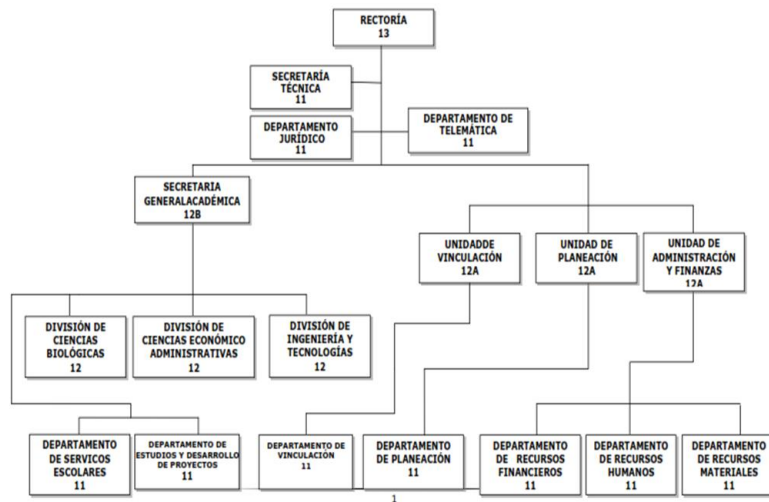 RECTORÍA
13
SECRETARÍA
TÉCNICA
11
DEPARTAMENTO
JURÍDICO
11
DEPARTAMENTO DE
TELEMÁTICA
11
SECRETARIA
GENERALACADÉMICA
12B
UNIDADDE
VINCULACIÓN
12A
UNIDAD DE
PLANEACIÓN
12A
UNIDAD DE
ADMINISTRACIÓN
Y FINANZAS
12A
DIVISIÓN DE
CIENCIAS
BIOLÓGICAS
12
DIVISIÓN DE
CIENCIAS ECONÓMICO
ADMINISTRATIVAS
12
DIVISIÓN DE
INGENIERÍA Y
TECNOLOGÍAS
12
DEPARTAMENTO
DE SERVICIOS
ESCOLARES
11
DEPARTAMENTO DE
ESTUDIOS Y DESARROLLO
DE PROYECTOS
11
DEPARTAMENTO DE
VINCULACIÓN
11
DEPARTAMENTO
DE PLANEACIÓN
11
DEPARTAMENTO
DE RECURSOS
FINANCIEROS
11
DEPARTAMENTO
DE RECURSOS
HUMANOS
11
DEPARTAMENTO
DE RECURSOS
MATERIALES
11
1